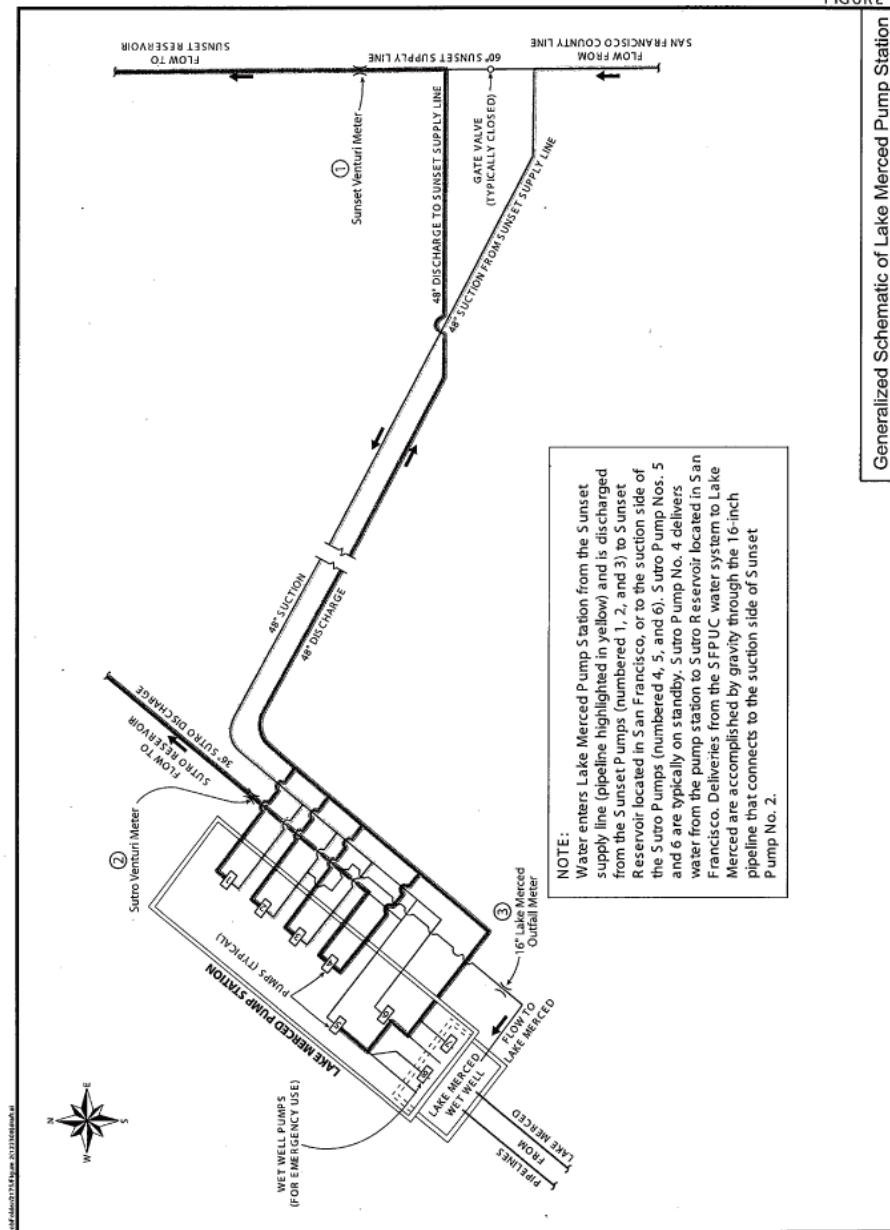 FIGURE
Generalized Schematic of Lake Merced Pump Station
FLOW TO
SUNSET RESERVOIR
60" SUNSET SUPPLY LINE
FLOW FROM
SAN FRANCISCO COUNTY LINE
1
Sunset Venturi Meter
48" DISCHARGE TO SUNSET SUPPLY LINE
GATE VALVE
(TYPICALLY CLOSED)
48" SUCTION FROM SUNSET SUPPLY LINE
48" SUCTION
48" DISCHARGE
36" SUTRO DISCHARGE
FLOW TO
SUTRO RESERVOIR
2
Sutro Venturi Meter
LAKE MERCED PUMP STATION
PUMPS (TYPICAL)
1
2
3
4
5
6
7
8
3
16" Lake Merced
Outfall Meter
FLOW TO
LAKE MERCED
LAKE MERCED
WET WELL
WET WELL PUMPS
(FOR EMERGENCY USE)
PIPELINES
FROM
LAKE MERCED
N
E
S
W
NOTE:
Water enters Lake Merced Pump Station from the Sunset
supply line (pipeline highlighted in yellow) and is discharged
from the Sunset Pumps (numbered 1, 2, and 3) to Sunset
Reservoir located in San Francisco, or to the suction side of
the Sutro Pumps (numbered 4, 5, and 6). Sutro Pump Nos. 5
and 6 are typically on standby. Sutro Pump No. 4 delivers
water from the pump station to Sutro Reservoir located in San
Francisco. Deliveries from the SFPUC water system to Lake
Merced are accomplished by gravity through the 16-inch
pipeline that connects to the suction side of Sunset
Pump No. 2.